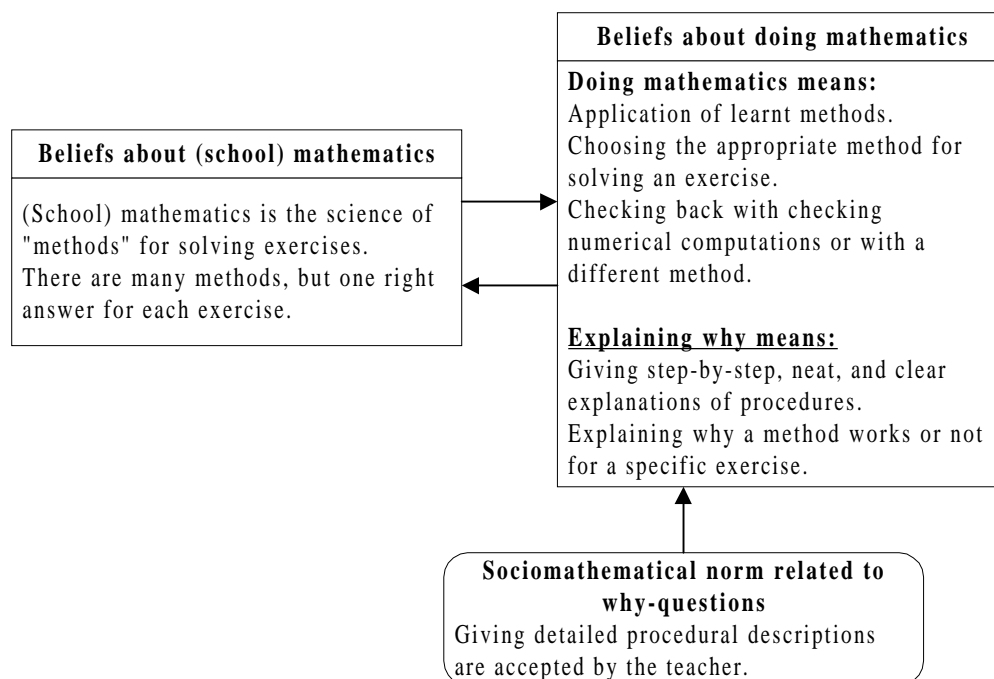 Beliefs about (school) mathematics
(School) mathematics is the science of
"methods" for solving exercises.
There are many methods, but one right
answer for each exercise.
Beliefs about doing mathematics
Doing mathematics means:
Application of learnt methods.
Choosing the appropriate method for
solving an exercise.
Checking back with checking
numerical computations or with a
different method.
Explaining why means:
Giving step-by-step, neat, and clear
explanations of procedures.
Explaining why a method works or not
for a specific exercise.
Sociomathematical norm related to
why-questions
Giving detailed procedural descriptions
are accepted by the teacher.